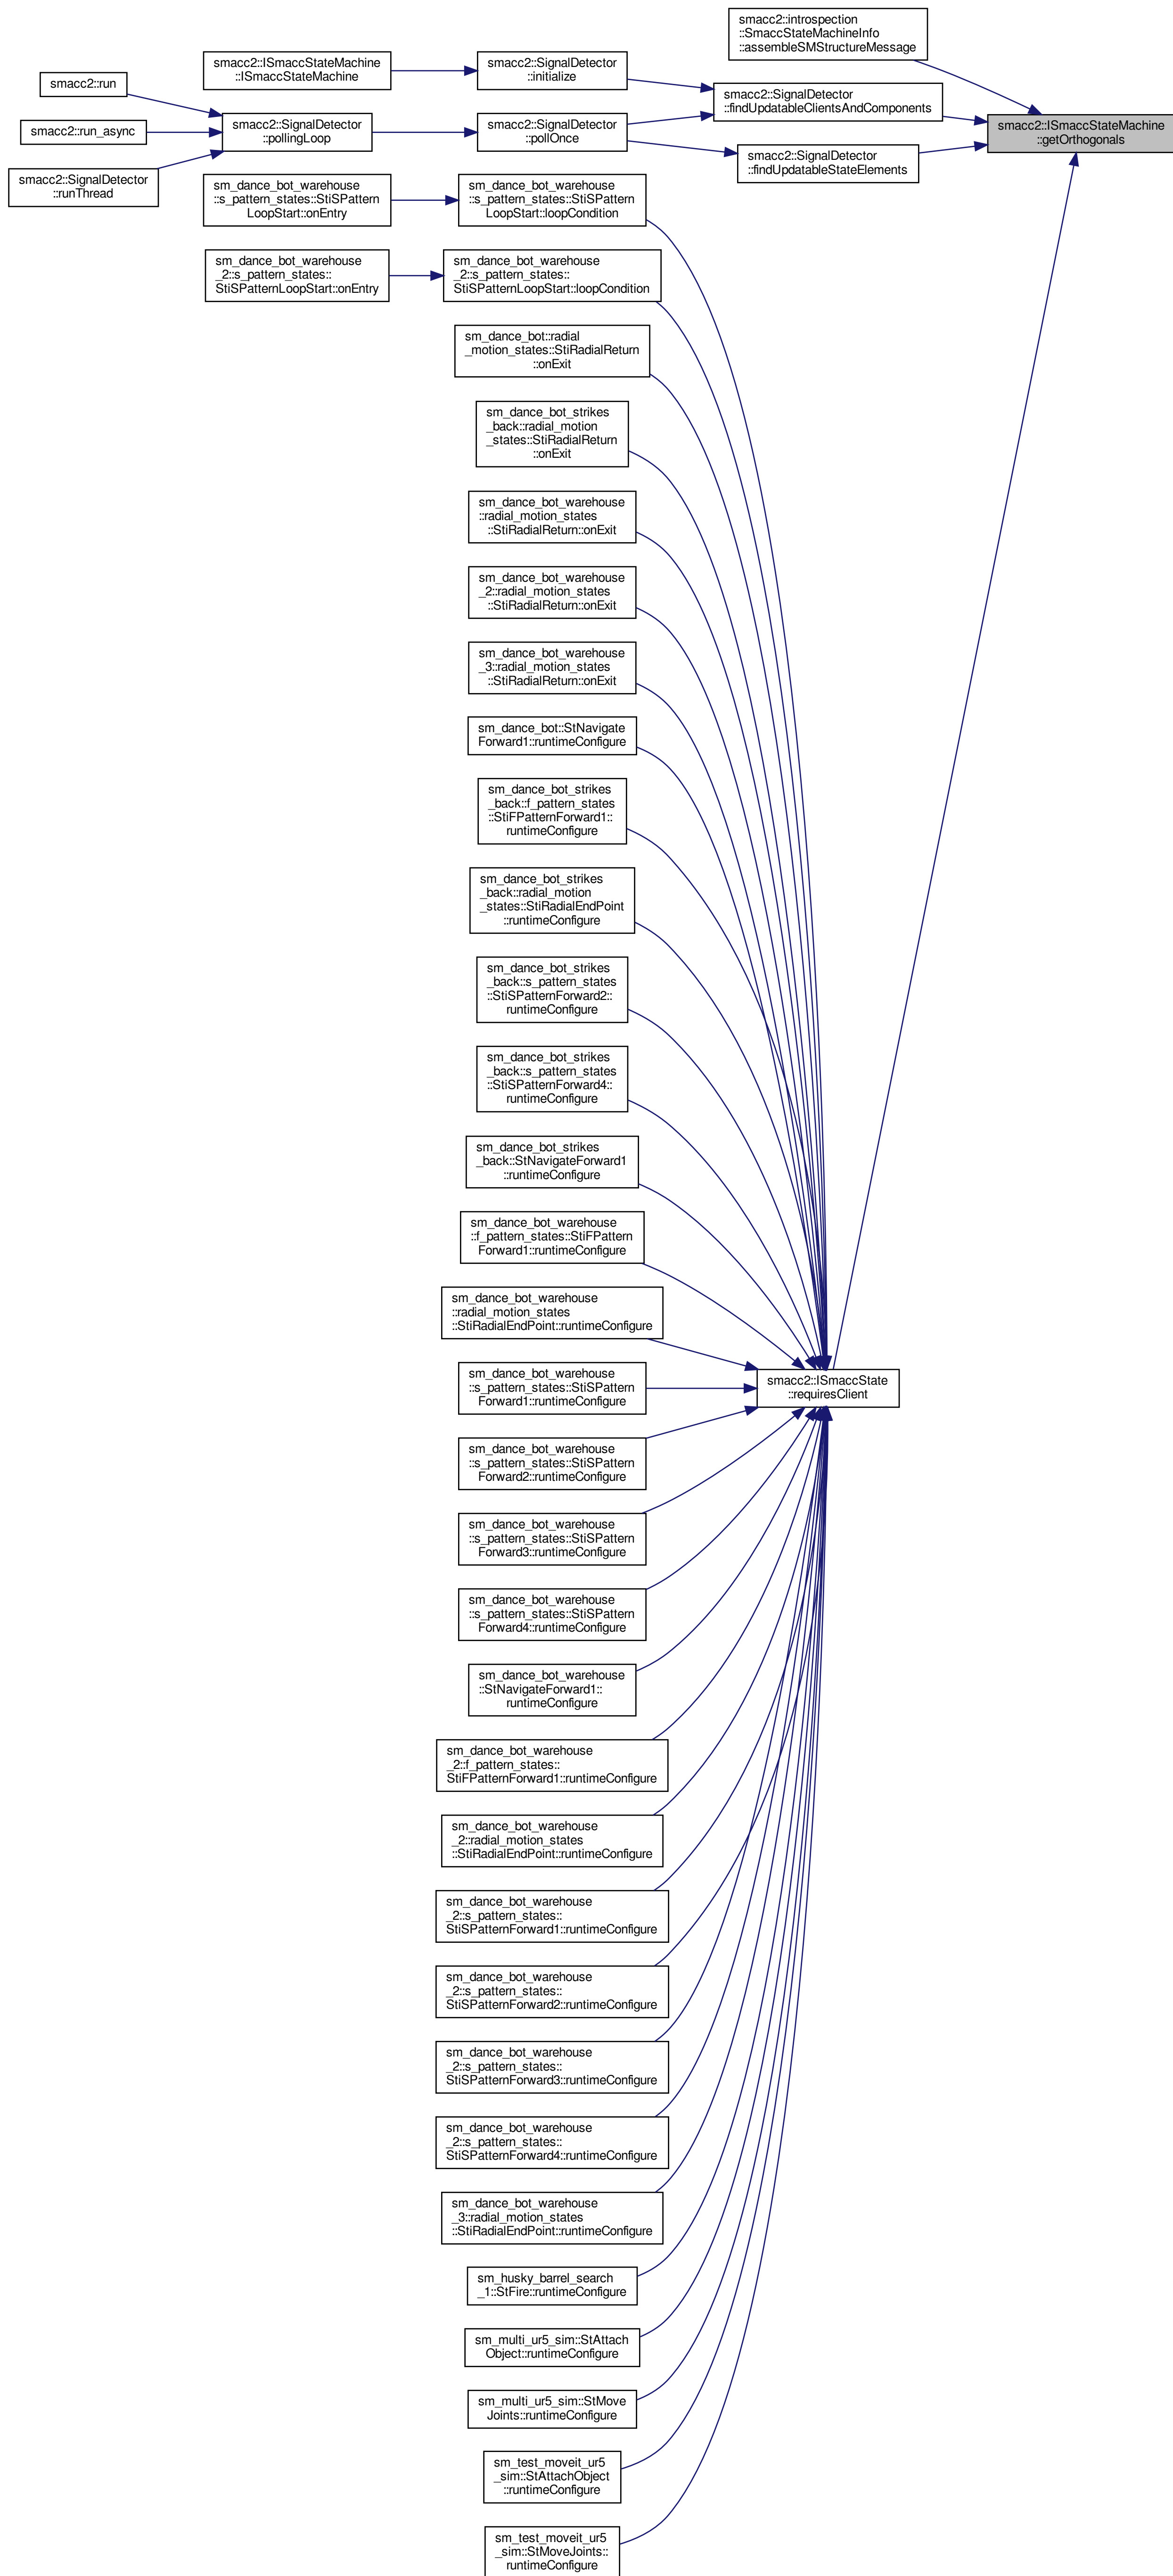 smacc2::introspection
::SmaccStateMachineInfo
::assembleSMStructureMessage
smacc2::ISmaccStateMachine
::ISmaccStateMachine
smacc2::SignalDetector
::initialize
smacc2::run
smacc2::SignalDetector
::findUpdatableClientsAndComponents
smacc2::run_async
smacc2::SignalDetector
::pollingLoop
smacc2::SignalDetector
::pollOnce
smacc2::ISmaccStateMachine
::getOrthogonals
smacc2::SignalDetector
::findUpdatableStateElements
smacc2::SignalDetector
::runThread
sm_dance_bot_warehouse
::s_pattern_states::StiSPattern
LoopStart::onEntry
sm_dance_bot_warehouse
::s_pattern_states::StiSPattern
LoopStart::loopCondition
sm_dance_bot_warehouse
_2::s_pattern_states::
StiSPatternLoopStart::onEntry
sm_dance_bot_warehouse
_2::s_pattern_states::
StiSPatternLoopStart::loopCondition
sm_dance_bot::radial
_motion_states::StiRadialReturn
::onExit
sm_dance_bot_strikes
_back::radial_motion
_states::StiRadialReturn
::onExit
sm_dance_bot_warehouse
::radial_motion_states
::StiRadialReturn::onExit
sm_dance_bot_warehouse
_2::radial_motion_states
::StiRadialReturn::onExit
sm_dance_bot_warehouse
_3::radial_motion_states
::StiRadialReturn::onExit
sm_dance_bot::StNavigate
Forward1::runtimeConfigure
sm_dance_bot_strikes
_back::f_pattern_states
::StiFPatternForward1::
runtimeConfigure
sm_dance_bot_strikes
_back::radial_motion
_states::StiRadialEndPoint
::runtimeConfigure
sm_dance_bot_strikes
_back::s_pattern_states
::StiSPatternForward2::
runtimeConfigure
sm_dance_bot_strikes
_back::s_pattern_states
::StiSPatternForward4::
runtimeConfigure
sm_dance_bot_strikes
_back::StNavigateForward1
::runtimeConfigure
sm_dance_bot_warehouse
::f_pattern_states::StiFPattern
Forward1::runtimeConfigure
sm_dance_bot_warehouse
::radial_motion_states
::StiRadialEndPoint::runtimeConfigure
smacc2::ISmaccState
::requiresClient
sm_dance_bot_warehouse
::s_pattern_states::StiSPattern
Forward1::runtimeConfigure
sm_dance_bot_warehouse
::s_pattern_states::StiSPattern
Forward2::runtimeConfigure
sm_dance_bot_warehouse
::s_pattern_states::StiSPattern
Forward3::runtimeConfigure
sm_dance_bot_warehouse
::s_pattern_states::StiSPattern
Forward4::runtimeConfigure
sm_dance_bot_warehouse
::StNavigateForward1::
runtimeConfigure
sm_dance_bot_warehouse
_2::f_pattern_states::
StiFPatternForward1::runtimeConfigure
sm_dance_bot_warehouse
_2::radial_motion_states
::StiRadialEndPoint::runtimeConfigure
sm_dance_bot_warehouse
_2::s_pattern_states::
StiSPatternForward1::runtimeConfigure
sm_dance_bot_warehouse
_2::s_pattern_states::
StiSPatternForward2::runtimeConfigure
sm_dance_bot_warehouse
_2::s_pattern_states::
StiSPatternForward3::runtimeConfigure
sm_dance_bot_warehouse
_2::s_pattern_states::
StiSPatternForward4::runtimeConfigure
sm_dance_bot_warehouse
_3::radial_motion_states
::StiRadialEndPoint::runtimeConfigure
sm_husky_barrel_search
_1::StFire::runtimeConfigure
sm_multi_ur5_sim::StAttach
Object::runtimeConfigure
sm_multi_ur5_sim::StMove
Joints::runtimeConfigure
sm_test_moveit_ur5
_sim::StAttachObject
::runtimeConfigure
sm_test_moveit_ur5
_sim::StMoveJoints::
runtimeConfigure